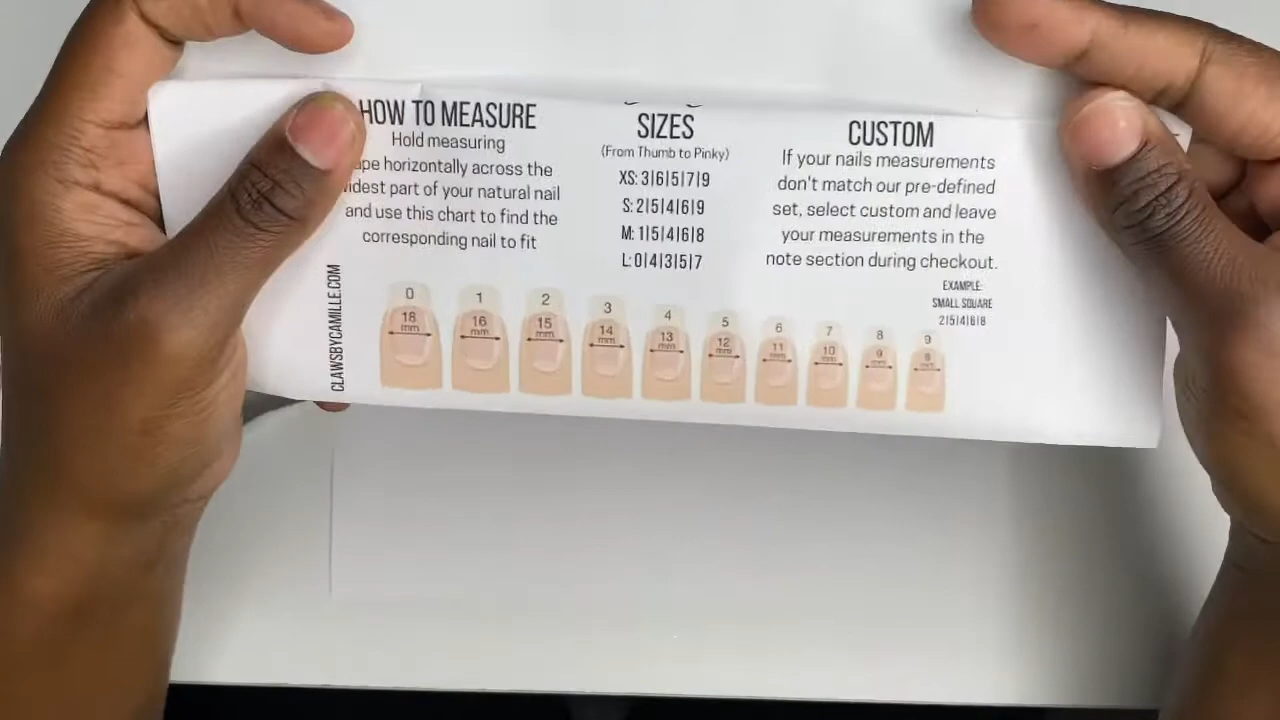 HOW TO MEASURE
Hold measuring
horizontally across the
widest part of your natural nail
and use this chart to find the
corresponding nail to fit
SIZES
(From Thumb to Pinky)
XS: 3|6|5|7|9
S: 2|5|4|6|9
M: 1|5|4|6|8
L: 0|4|3|5|7
CUSTOM
If your nails measurements
don't match our pre-defined
set, select custom and leave
your measurements in the
note section during checkout.
EXAMPLE:
SMALL SQUARE
2|5|4|6|8
CLAWSBYCAMILLE.COM
0 1 2 3 4 5 6 7 8 9
18 mm 16 mm 15 mm 14 mm 13 mm 12 mm 11 mm 10 mm 9 mm 8 mm